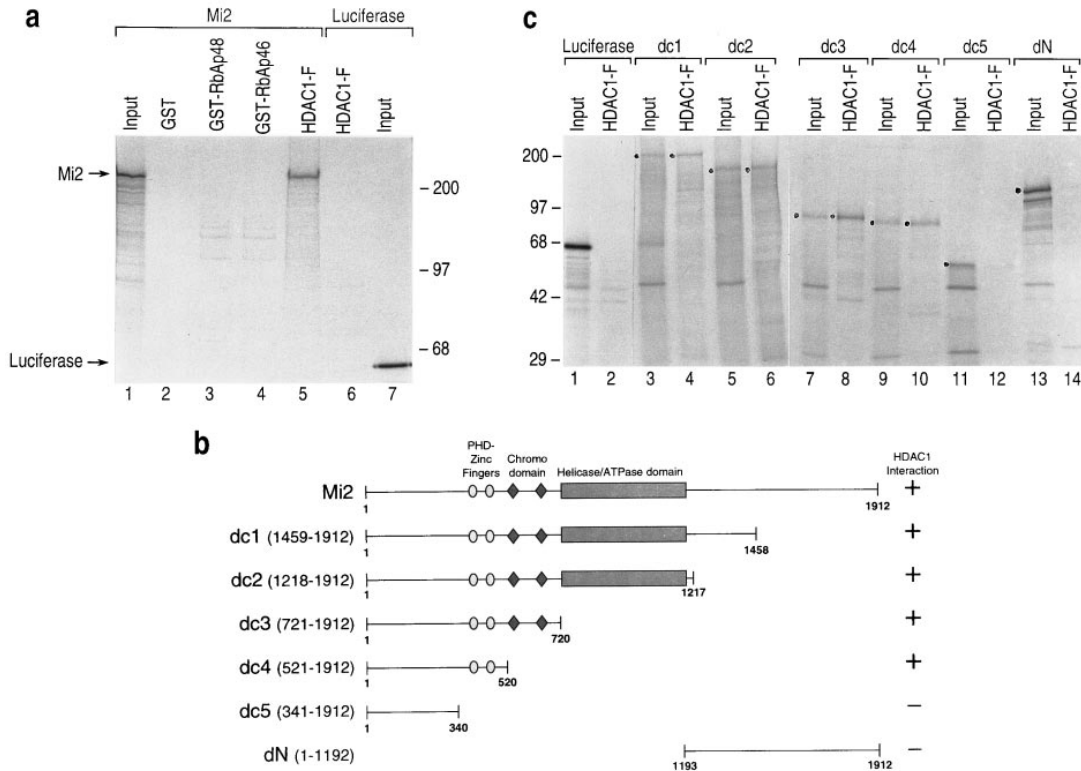 a
Mi2 Luciferase
Input GST GST-RbAp48 GST-RbAp46 HDAC1-F HDAC1-F Input
Mi2
Luciferase
200
97
68
1 2 3 4 5 6 7
c
Luciferase dc1 dc2 dc3 dc4 dc5 dN
Input HDAC1-F Input HDAC1-F Input HDAC1-F Input HDAC1-F Input HDAC1-F Input HDAC1-F Input HDAC1-F
200
97
68
42
29
1 2 3 4 5 6 7 8 9 10 11 12 13 14
b
PHD-
Zinc
Fingers
Chromo
domain
Helicase/ATPase domain
HDAC1
Interaction
Mi2 +
1 1912
dc1 (1459-1912) +
1 1458
dc2 (1218-1912) +
1 1217
dc3 (721-1912) +
1 720
dc4 (521-1912) +
1 520
dc5 (341-1912) −
1 340
dN (1-1192) −
1193 1912